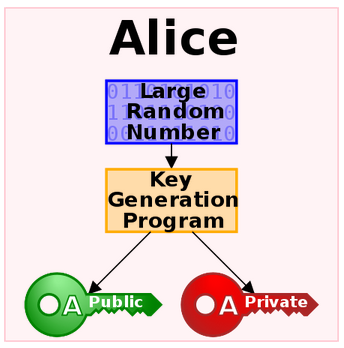 Alice
Large
Random
Number
Key
Generation
Program
A Public
A Private